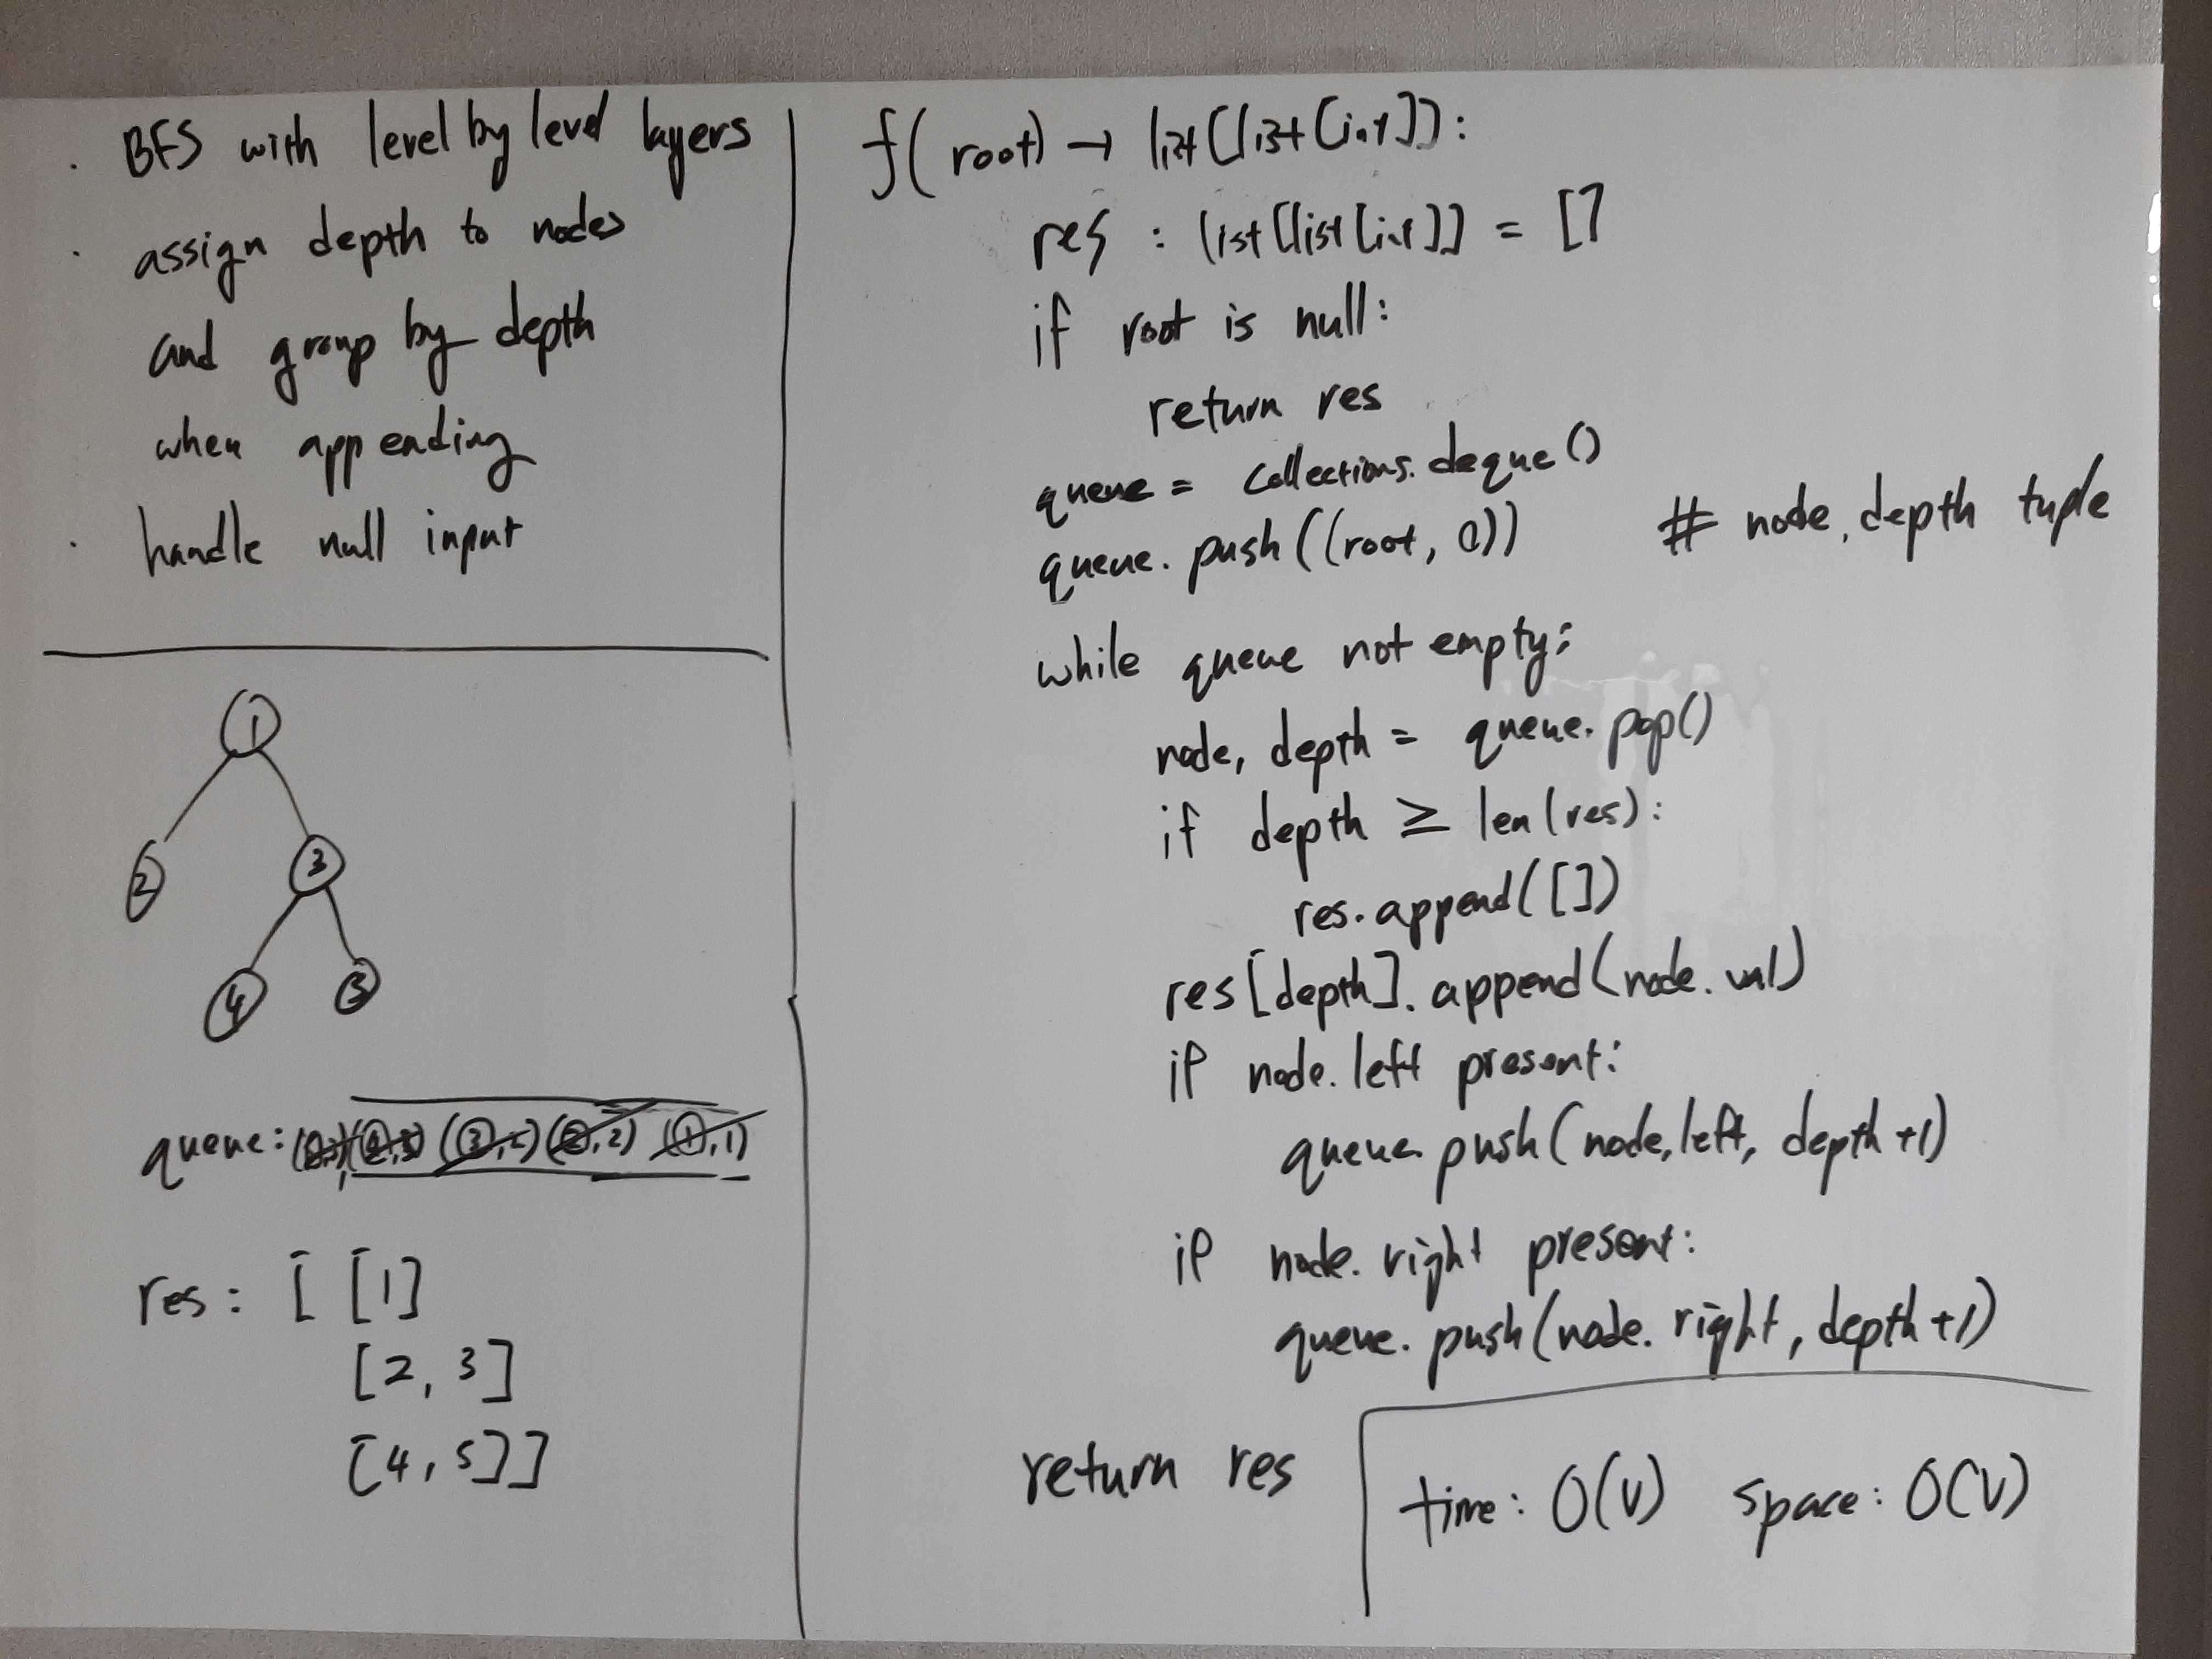 · BFS with level by level layers
· assign depth to nodes
and group by depth
when appending
· handle null input
1
2
3
4
5
queue:
(3, 2) (2, 2) (1, 1)
res: [ [1]
[2, 3]
[4, 5]]
f(root) → list[list[int]]:
res : list[list[int]] = []
if root is null:
return res
queue = collections.deque()
queue.push((root, 0)) # node, depth tuple
while queue not empty:
node, depth = queue.pop()
if depth ≥ len(res):
res.append([])
res[depth].append(node.val)
if node.left present:
queue.push(node.left, depth+1)
if node.right present:
queue.push(node.right, depth+1)
return res
time: O(V) space: O(V)